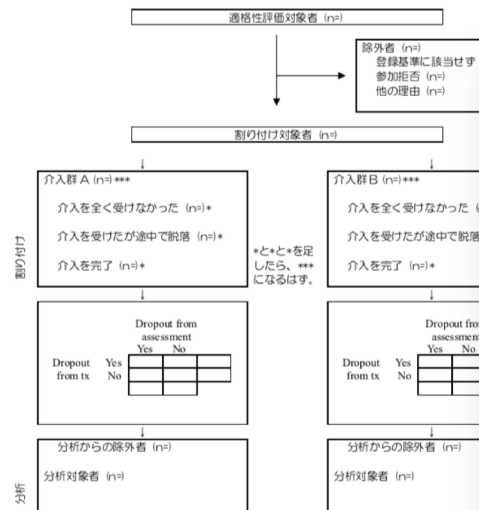 適格性評価対象者 (n=)
除外者 (n=)
登録基準に該当せず
参加拒否 (n=)
他の理由 (n=)
割り付け対象者 (n=)
割り付け
介入群A (n=) ***
介入を全く受けなかった (n=)*
介入を受けたが途中で脱落 (n=)*
介入を完了 (n=)*
*と*と*を足
したら、***
になるはず。
介入群B (n=) ***
介入を全く受けなかった
介入を受けたが途中で脱落
介入を完了 (n=)*
Dropout from
assessment
Yes No
Dropout Yes
from tx No
Dropout
assessment
Yes No
Dropout Yes
from tx No
分析
分析からの除外者 (n=)
分析対象者 (n=)
分析からの除外者 (n=)
分析対象者 (n=)